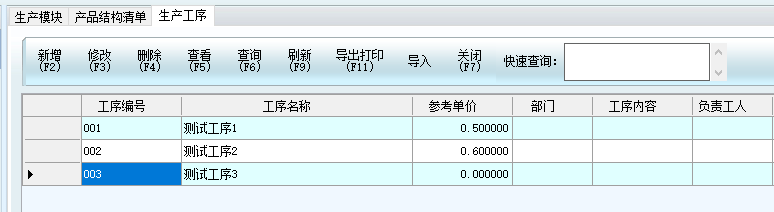 生产模块 产品结构清单 生产工序
新增 修改 删除 查看 查询 刷新 导出打印 导入 关闭 快速查询:
(F2) (F3) (F4) (F5) (F6) (F9) (F11) (F7)
工序编号 工序名称 参考单价 部门 工序内容 负责工人
001 测试工序1 0.500000
002 测试工序2 0.600000
003 测试工序3 0.000000